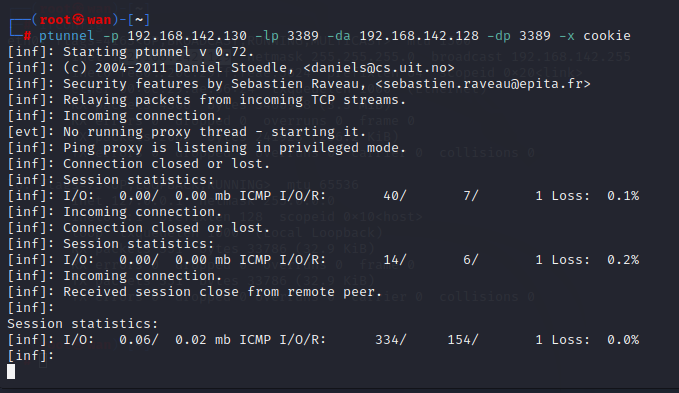 ┌──(root㉿wan)-[~]
└─# ptunnel -p 192.168.142.130 -lp 3389 -da 192.168.142.128 -dp 3389 -x cookie
[inf]: Starting ptunnel v 0.72.
[inf]: (c) 2004-2011 Daniel Stoedle, <daniels@cs.uit.no>
[inf]: Security features by Sebastien Raveau, <sebastien.raveau@epita.fr>
[inf]: Relaying packets from incoming TCP streams.
[inf]: Incoming connection.
[evt]: No running proxy thread - starting it.
[inf]: Ping proxy is listening in privileged mode.
[inf]: Connection closed or lost.
[inf]: Session statistics:
[inf]: I/O:   0.00/  0.00 mb ICMP I/O/R:       40/       7/       1 Loss:  0.1%
[inf]: Incoming connection.
[inf]: Connection closed or lost.
[inf]: Session statistics:
[inf]: I/O:   0.00/  0.00 mb ICMP I/O/R:       14/       6/       1 Loss:  0.2%
[inf]: Incoming connection.
[inf]: Received session close from remote peer.
[inf]:
Session statistics:
[inf]: I/O:   0.06/  0.02 mb ICMP I/O/R:      334/     154/       1 Loss:  0.0%
[inf]: